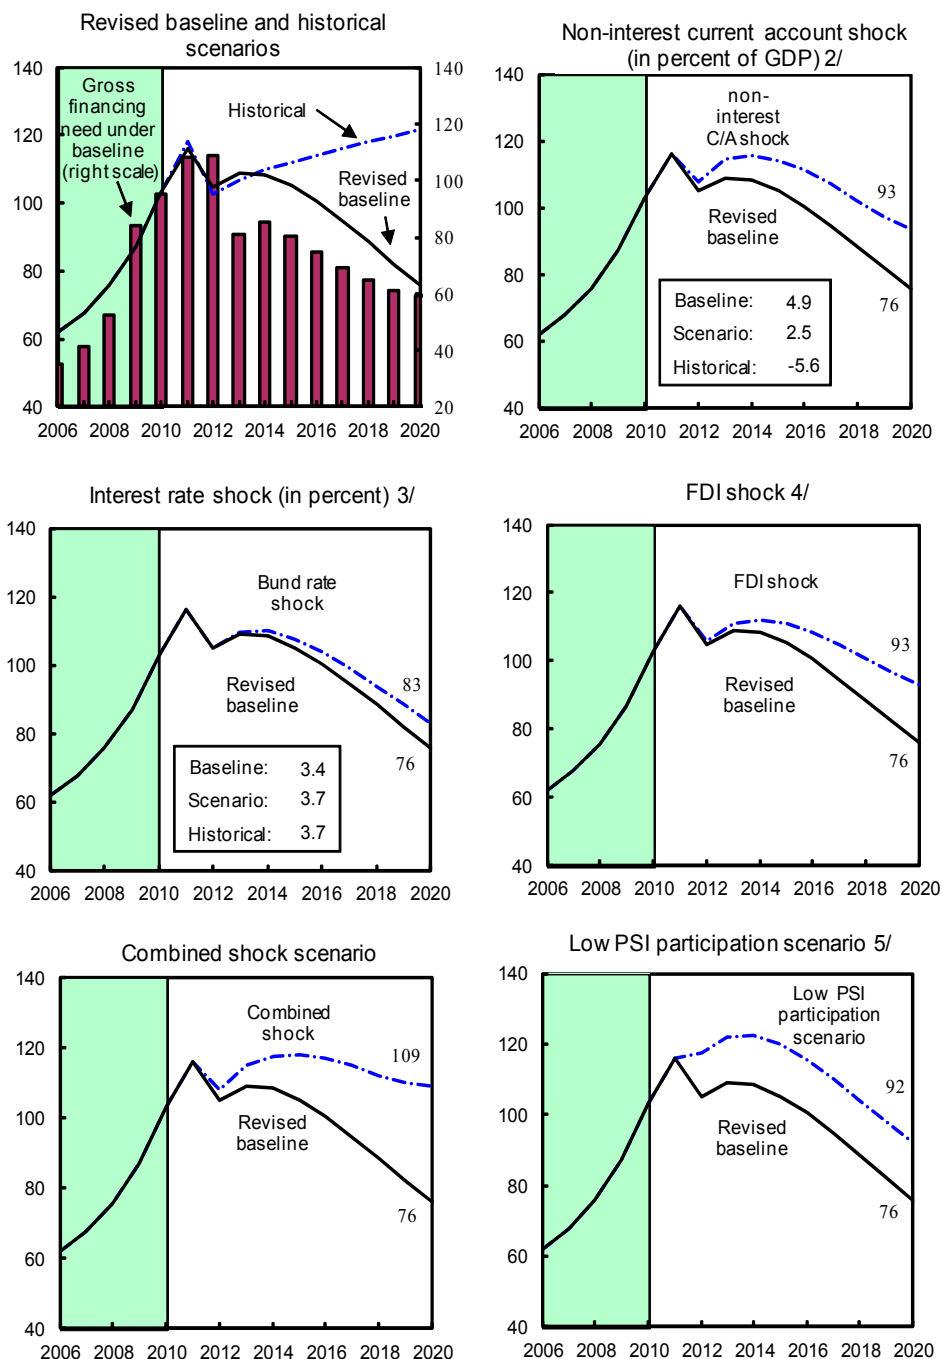 Revised baseline and historical
scenarios
140
120
100
80
60
40
140
120
100
80
60
40
20
Gross
financing
need under
baseline
(right scale)
Historical
Revised
baseline
2006 2008 2010 2012 2014 2016 2018 2020
Non-interest current account shock
(in percent of GDP) 2/
140
120
100
80
60
40
non-
interest
C/A shock
93
Revised
baseline
76
Baseline: 4.9
Scenario: 2.5
Historical: -5.6
2006 2008 2010 2012 2014 2016 2018 2020
Interest rate shock (in percent) 3/
140
120
100
80
60
40
Bund rate
shock
83
Revised
baseline
76
Baseline: 3.4
Scenario: 3.7
Historical: 3.7
2006 2008 2010 2012 2014 2016 2018 2020
FDI shock 4/
140
120
100
80
60
40
FDI shock
93
Revised
baseline
76
2006 2008 2010 2012 2014 2016 2018 2020
Combined shock scenario
140
120
100
80
60
40
Combined
shock
109
Revised
baseline
76
2006 2008 2010 2012 2014 2016 2018 2020
Low PSI participation scenario 5/
140
120
100
80
60
40
Low PSI
participation
scenario
92
Revised
baseline
76
2006 2008 2010 2012 2014 2016 2018 2020